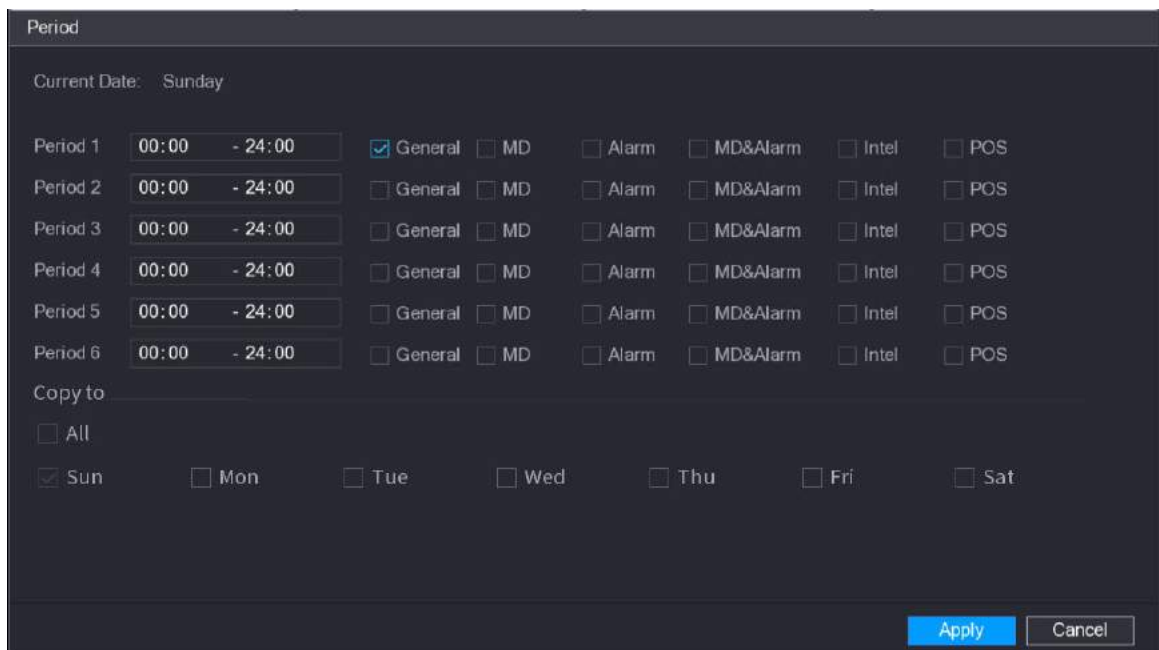 Period
Current Date: Sunday
Period 1 00:00 - 24:00 General MD Alarm MD&Alarm Intel POS
Period 2 00:00 - 24:00 General MD Alarm MD&Alarm Intel POS
Period 3 00:00 - 24:00 General MD Alarm MD&Alarm Intel POS
Period 4 00:00 - 24:00 General MD Alarm MD&Alarm Intel POS
Period 5 00:00 - 24:00 General MD Alarm MD&Alarm Intel POS
Period 6 00:00 - 24:00 General MD Alarm MD&Alarm Intel POS
Copy to
All
Sun Mon Tue Wed Thu Fri Sat
Apply Cancel